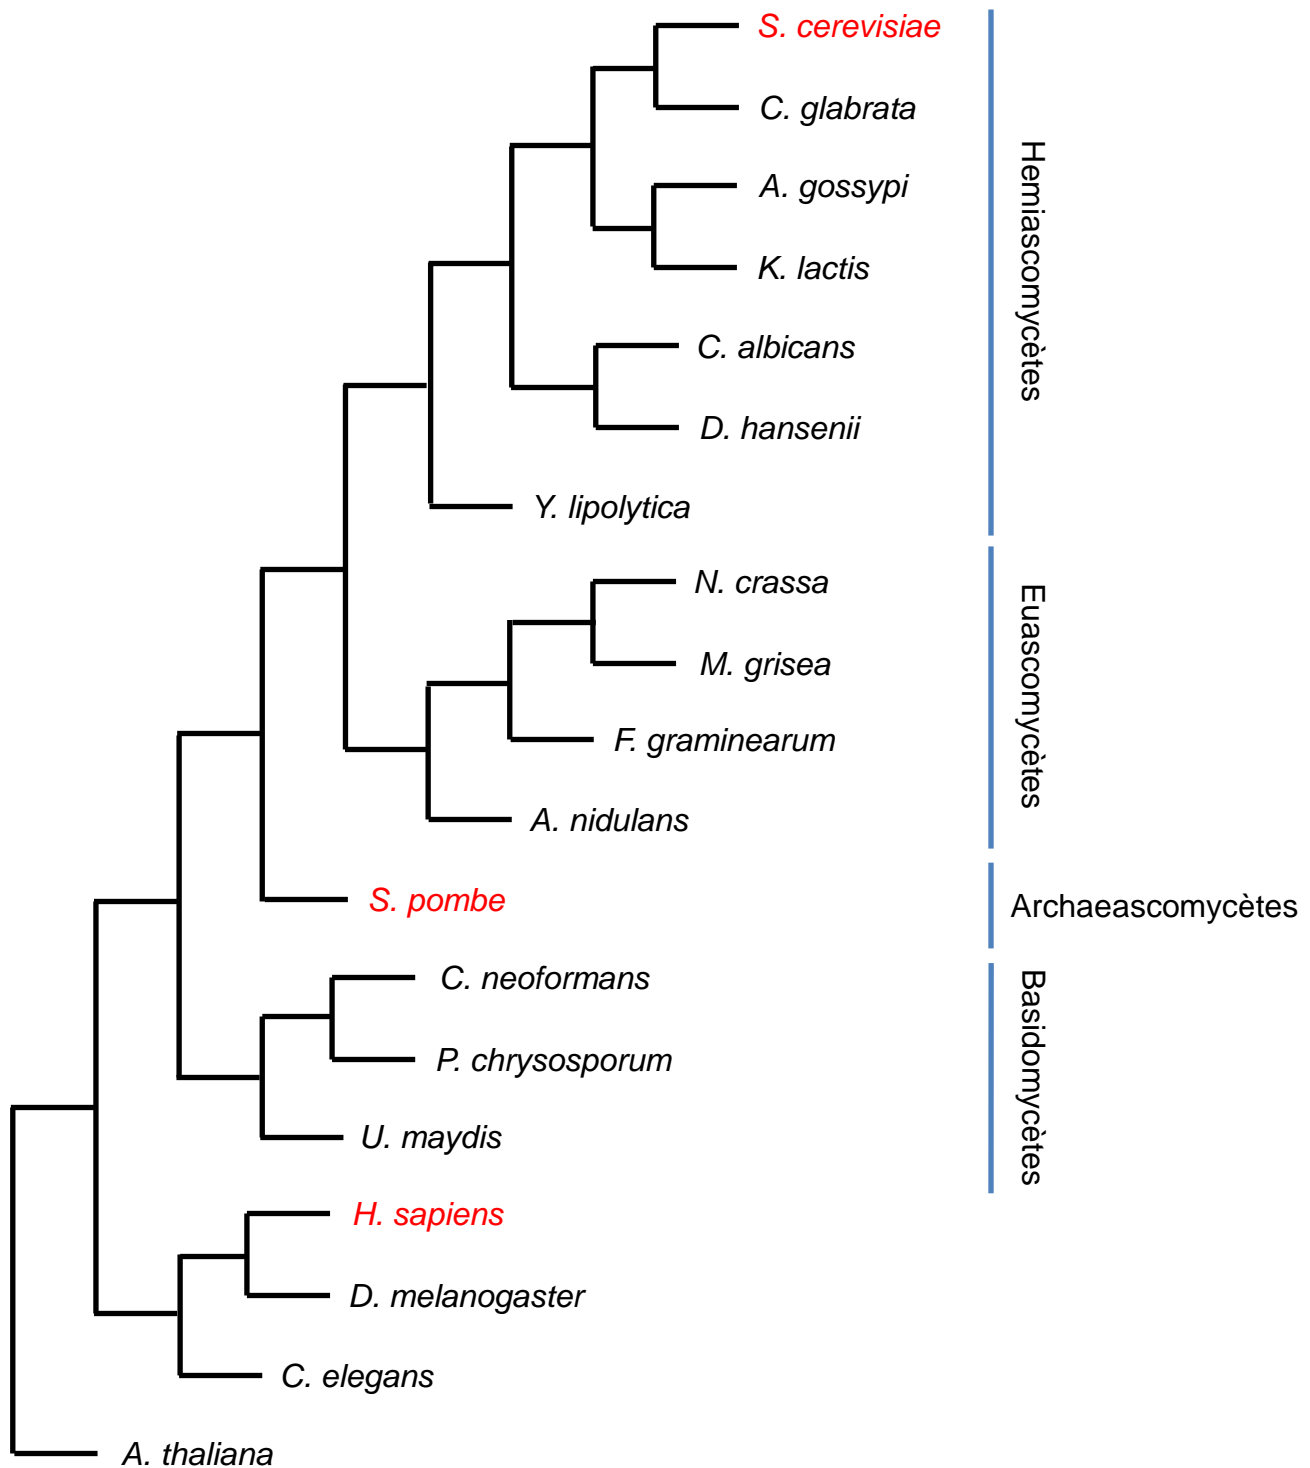 S. cerevisiae
C. glabrata
A. gossypi
K. lactis
C. albicans
D. hansenii
Y. lipolytica
Hemiascomycètes
N. crassa
M. grisea
F. graminearum
A. nidulans
Euascomycètes
S. pombe
Archaeascomycètes
C. neoformans
P. chrysosporum
U. maydis
Basidomycètes
H. sapiens
D. melanogaster
C. elegans
A. thaliana